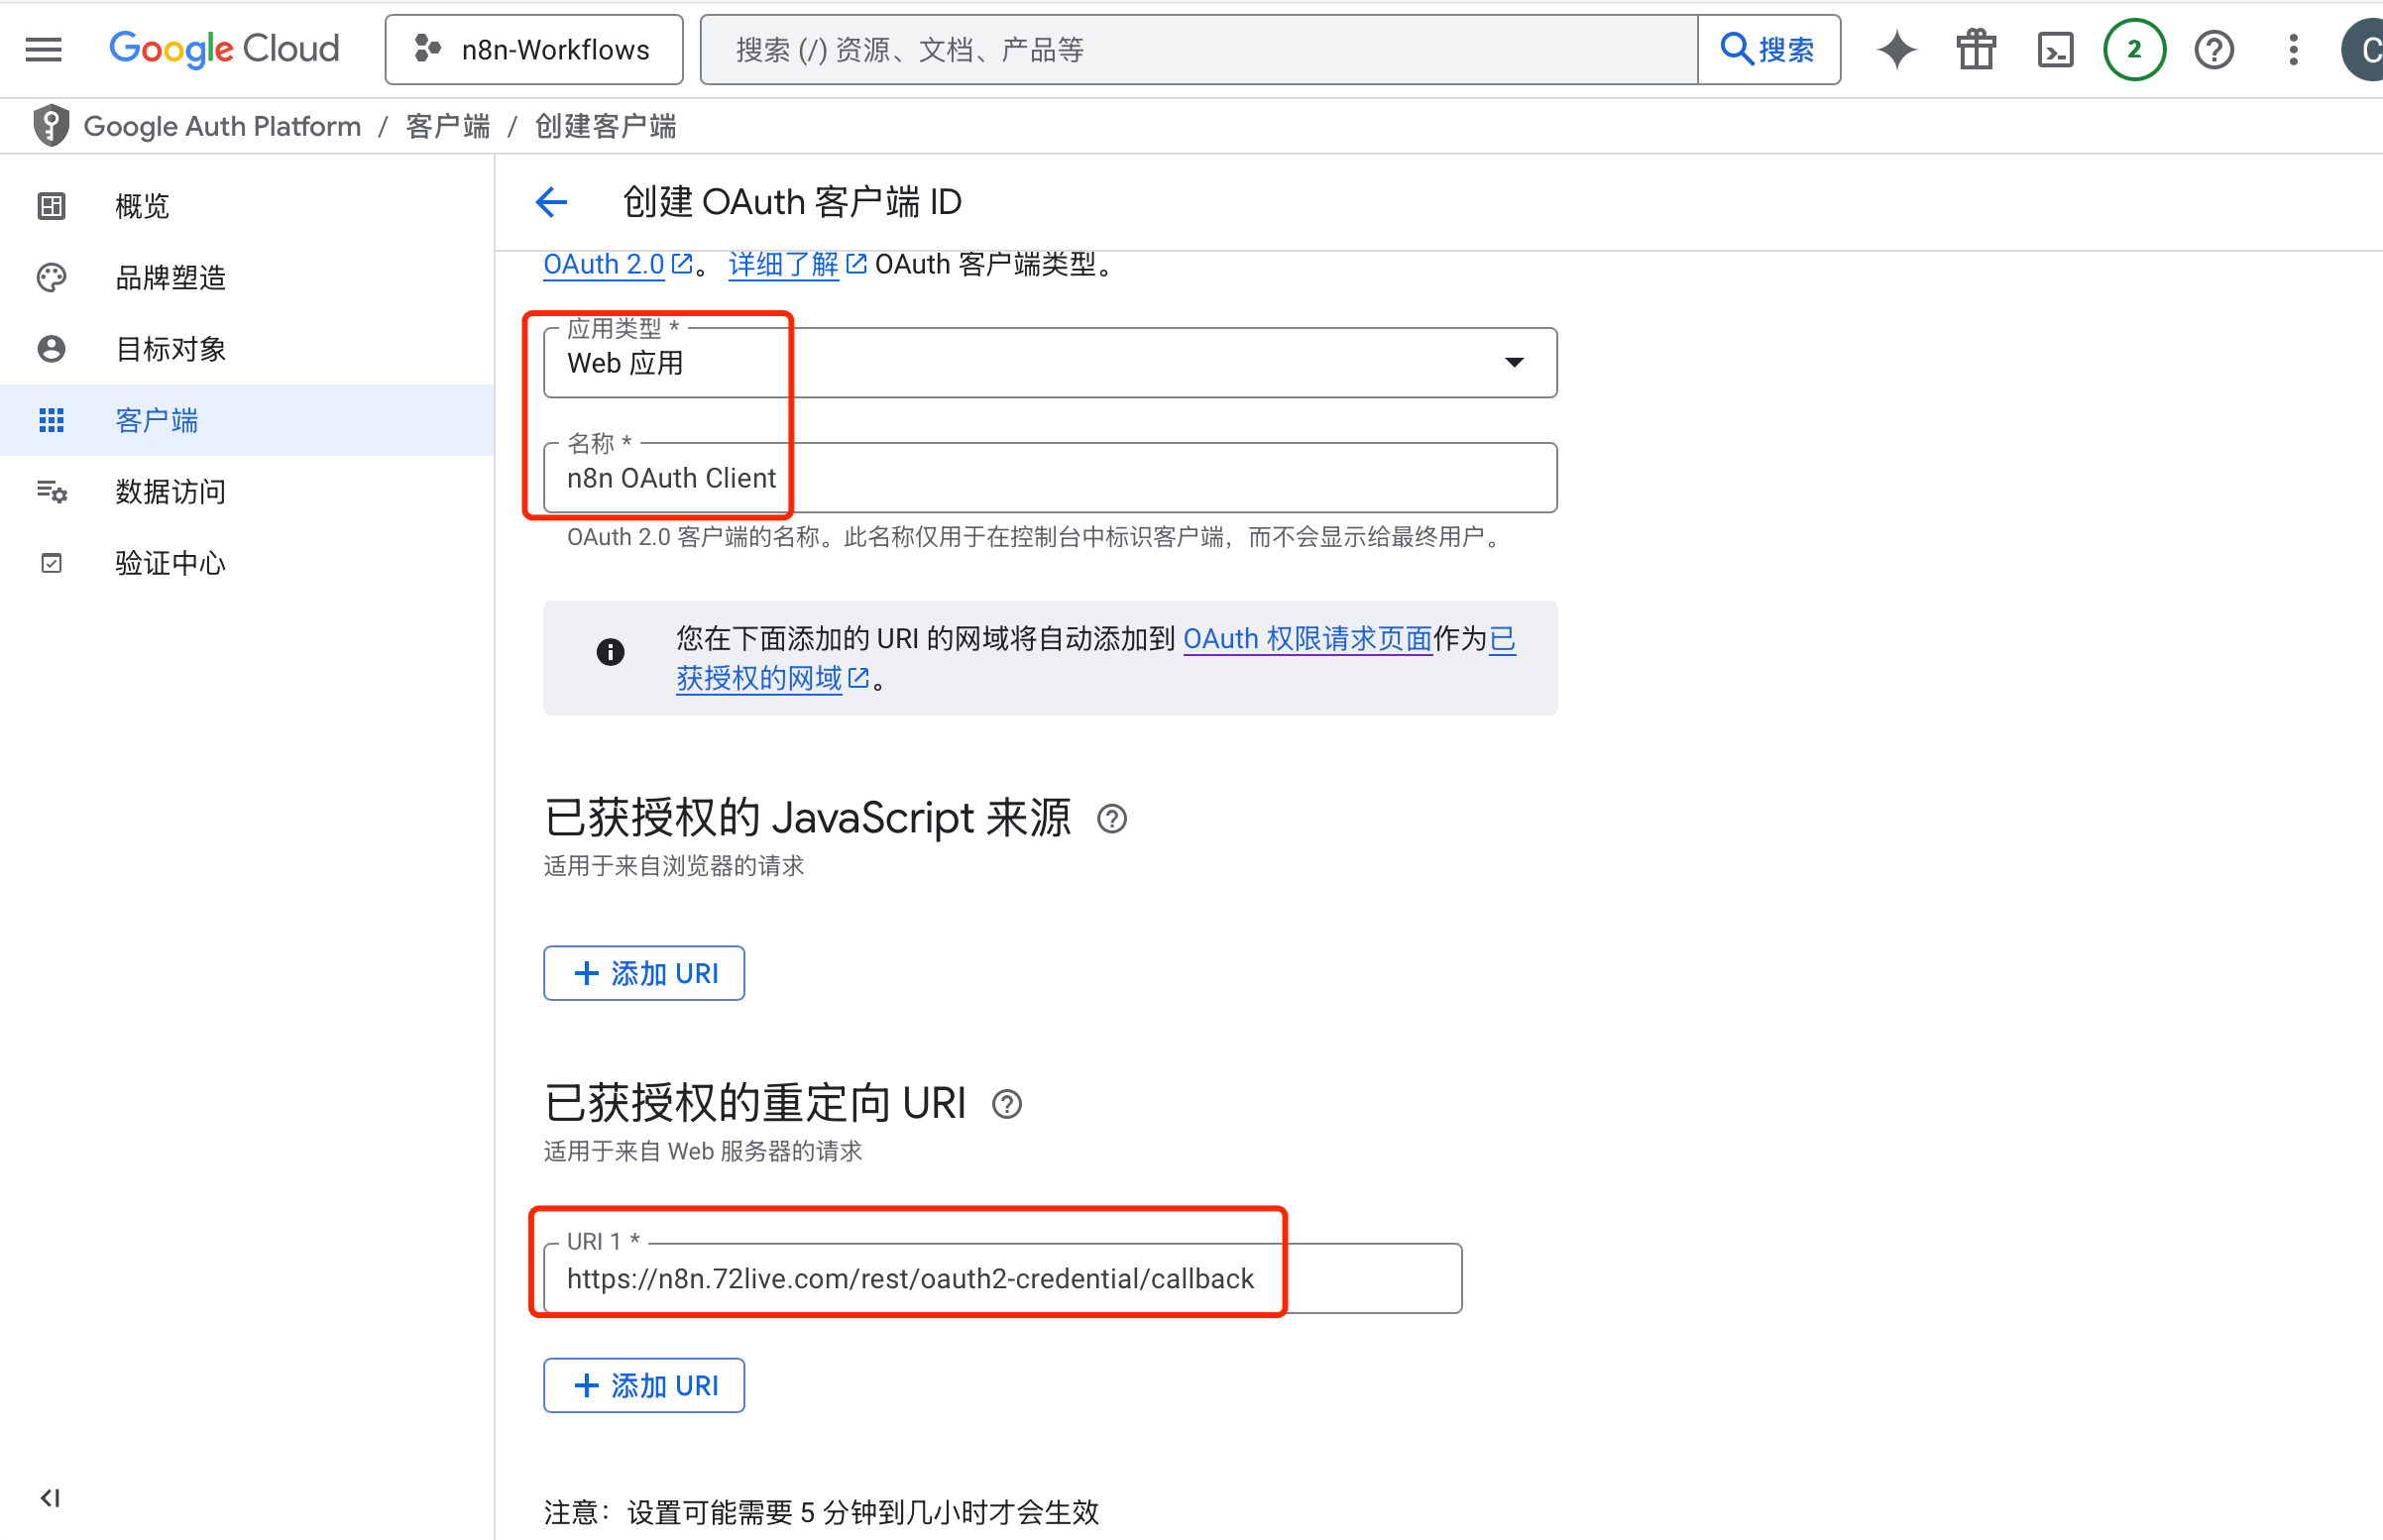 Google Cloud
n8n-Workflows
搜索 (/) 资源、文档、产品等
搜索
2
C
Google Auth Platform / 客户端 / 创建客户端
概览
品牌塑造
目标对象
客户端
数据访问
验证中心
创建 OAuth 客户端 ID
OAuth 2.0。 详细了解 OAuth 客户端类型。
应用类型 *
Web 应用
名称 *
n8n OAuth Client
OAuth 2.0 客户端的名称。此名称仅用于在控制台中标识客户端，而不会显示给最终用户。
您在下面添加的 URI 的网域将自动添加到 OAuth 权限请求页面作为已
获授权的网域。
已获授权的 JavaScript 来源
适用于来自浏览器的请求
添加 URI
已获授权的重定向 URI
适用于来自 Web 服务器的请求
URI 1 *
https://n8n.72live.com/rest/oauth2-credential/callback
添加 URI
注意：设置可能需要 5 分钟到几小时才会生效